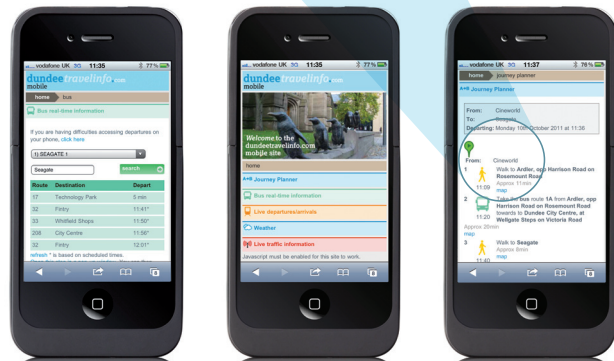 vodafone UK 3G 11:35 77%
dundeetravelinfo.com
mobile
home bus
Bus real-time information
If you are having difficulties accessing departures on
your phone, click here
1) SEAGATE 1
Seagate search
Route Destination Depart
17 Technology Park 5 min
32 Fintry 11:41*
33 Whitfield Shops 11:50*
208 City Centre 11:58*
32 Fintry 12:01*
refresh * is based on scheduled times.
vodafone UK 3G 11:35 77%
dundeetravelinfo.com
mobile
Welcome to the
dundeetravelinfo.com
mobile site
home
A•B Journey Planner
Bus real-time information
Live departures/arrivals
Weather
Live traffic information
Javascript must be enabled for this site to work.
vodafone UK 3G 11:37 76%
home journey planner
A•B Journey Planner
From: Cineworld
To: Seagate
Departing: Monday 10th October 2011 at 11:36
From: Cineworld
1 Walk to Ardler, opp Harrison Road on
Rosemount Road
11:09 Approx 11min
map
2 Take the bus route 1A from Ardler, opp
Harrison Road on Rosemount Road
11:20 towards to Dundee City Centre, at
Wellgate Steps on Victoria Road
Approx 26min
map
3 Walk to Seagate
Approx 8min
11:40 map